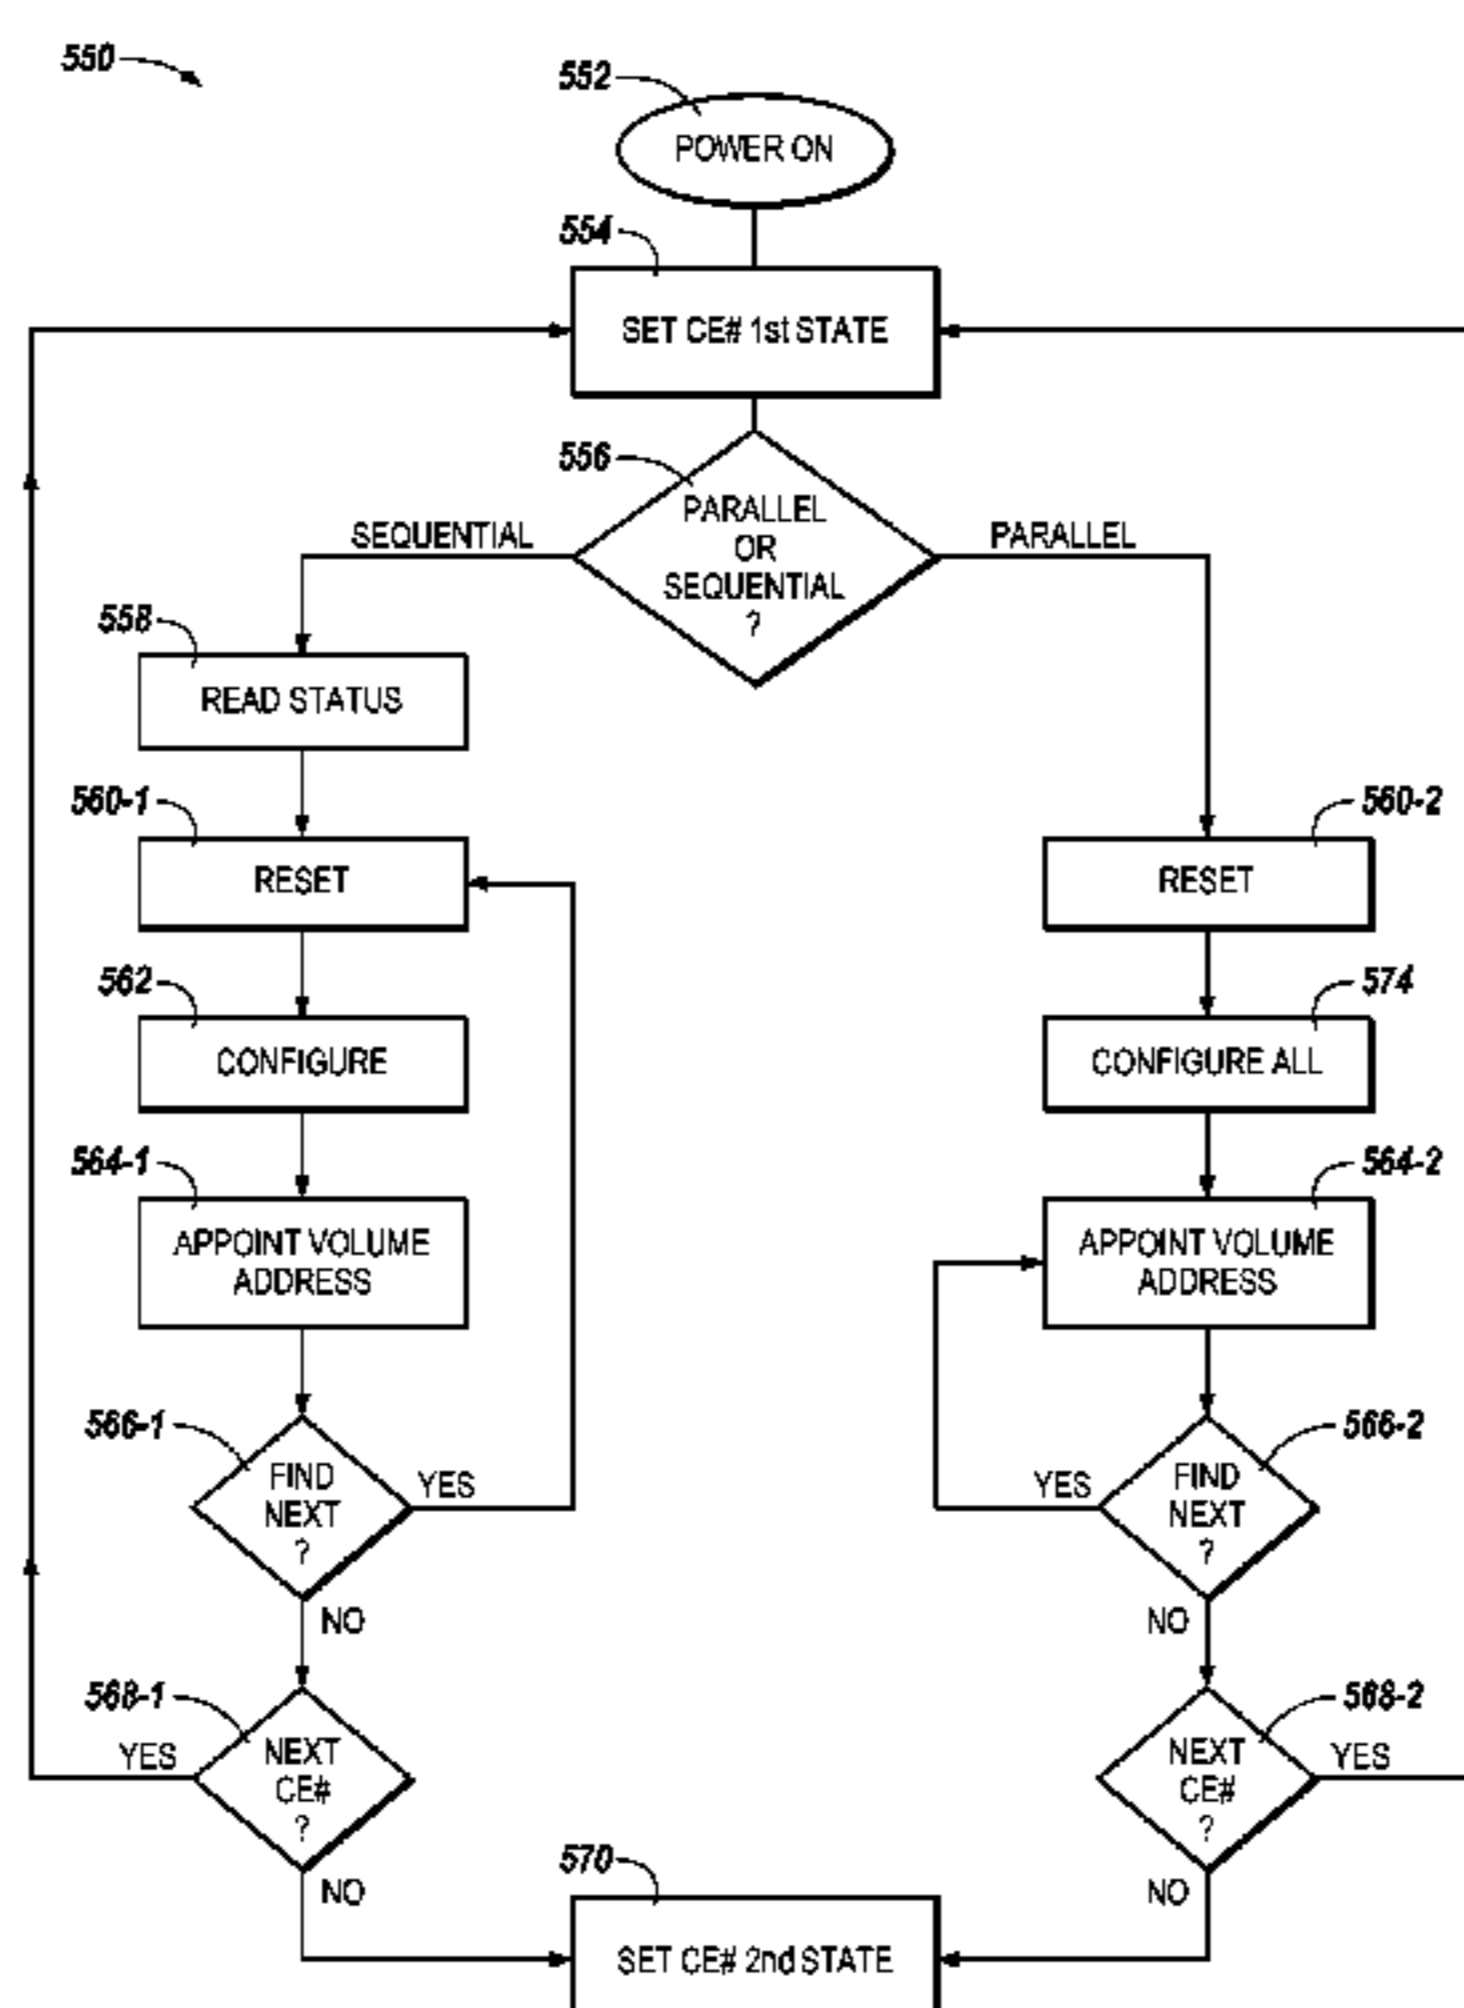 550
552
POWER ON
554
SET CE# 1st STATE
556
PARALLEL
OR
SEQUENTIAL
?
SEQUENTIAL
PARALLEL
558
READ STATUS
560-1
RESET
560-2
RESET
562
CONFIGURE
574
CONFIGURE ALL
564-1
APPOINT VOLUME
ADDRESS
564-2
APPOINT VOLUME
ADDRESS
566-1
FIND
NEXT
?
YES
NO
566-2
FIND
NEXT
?
YES
NO
568-1
NEXT
CE#
?
YES
NO
568-2
NEXT
CE#
?
YES
NO
570
SET CE# 2nd STATE